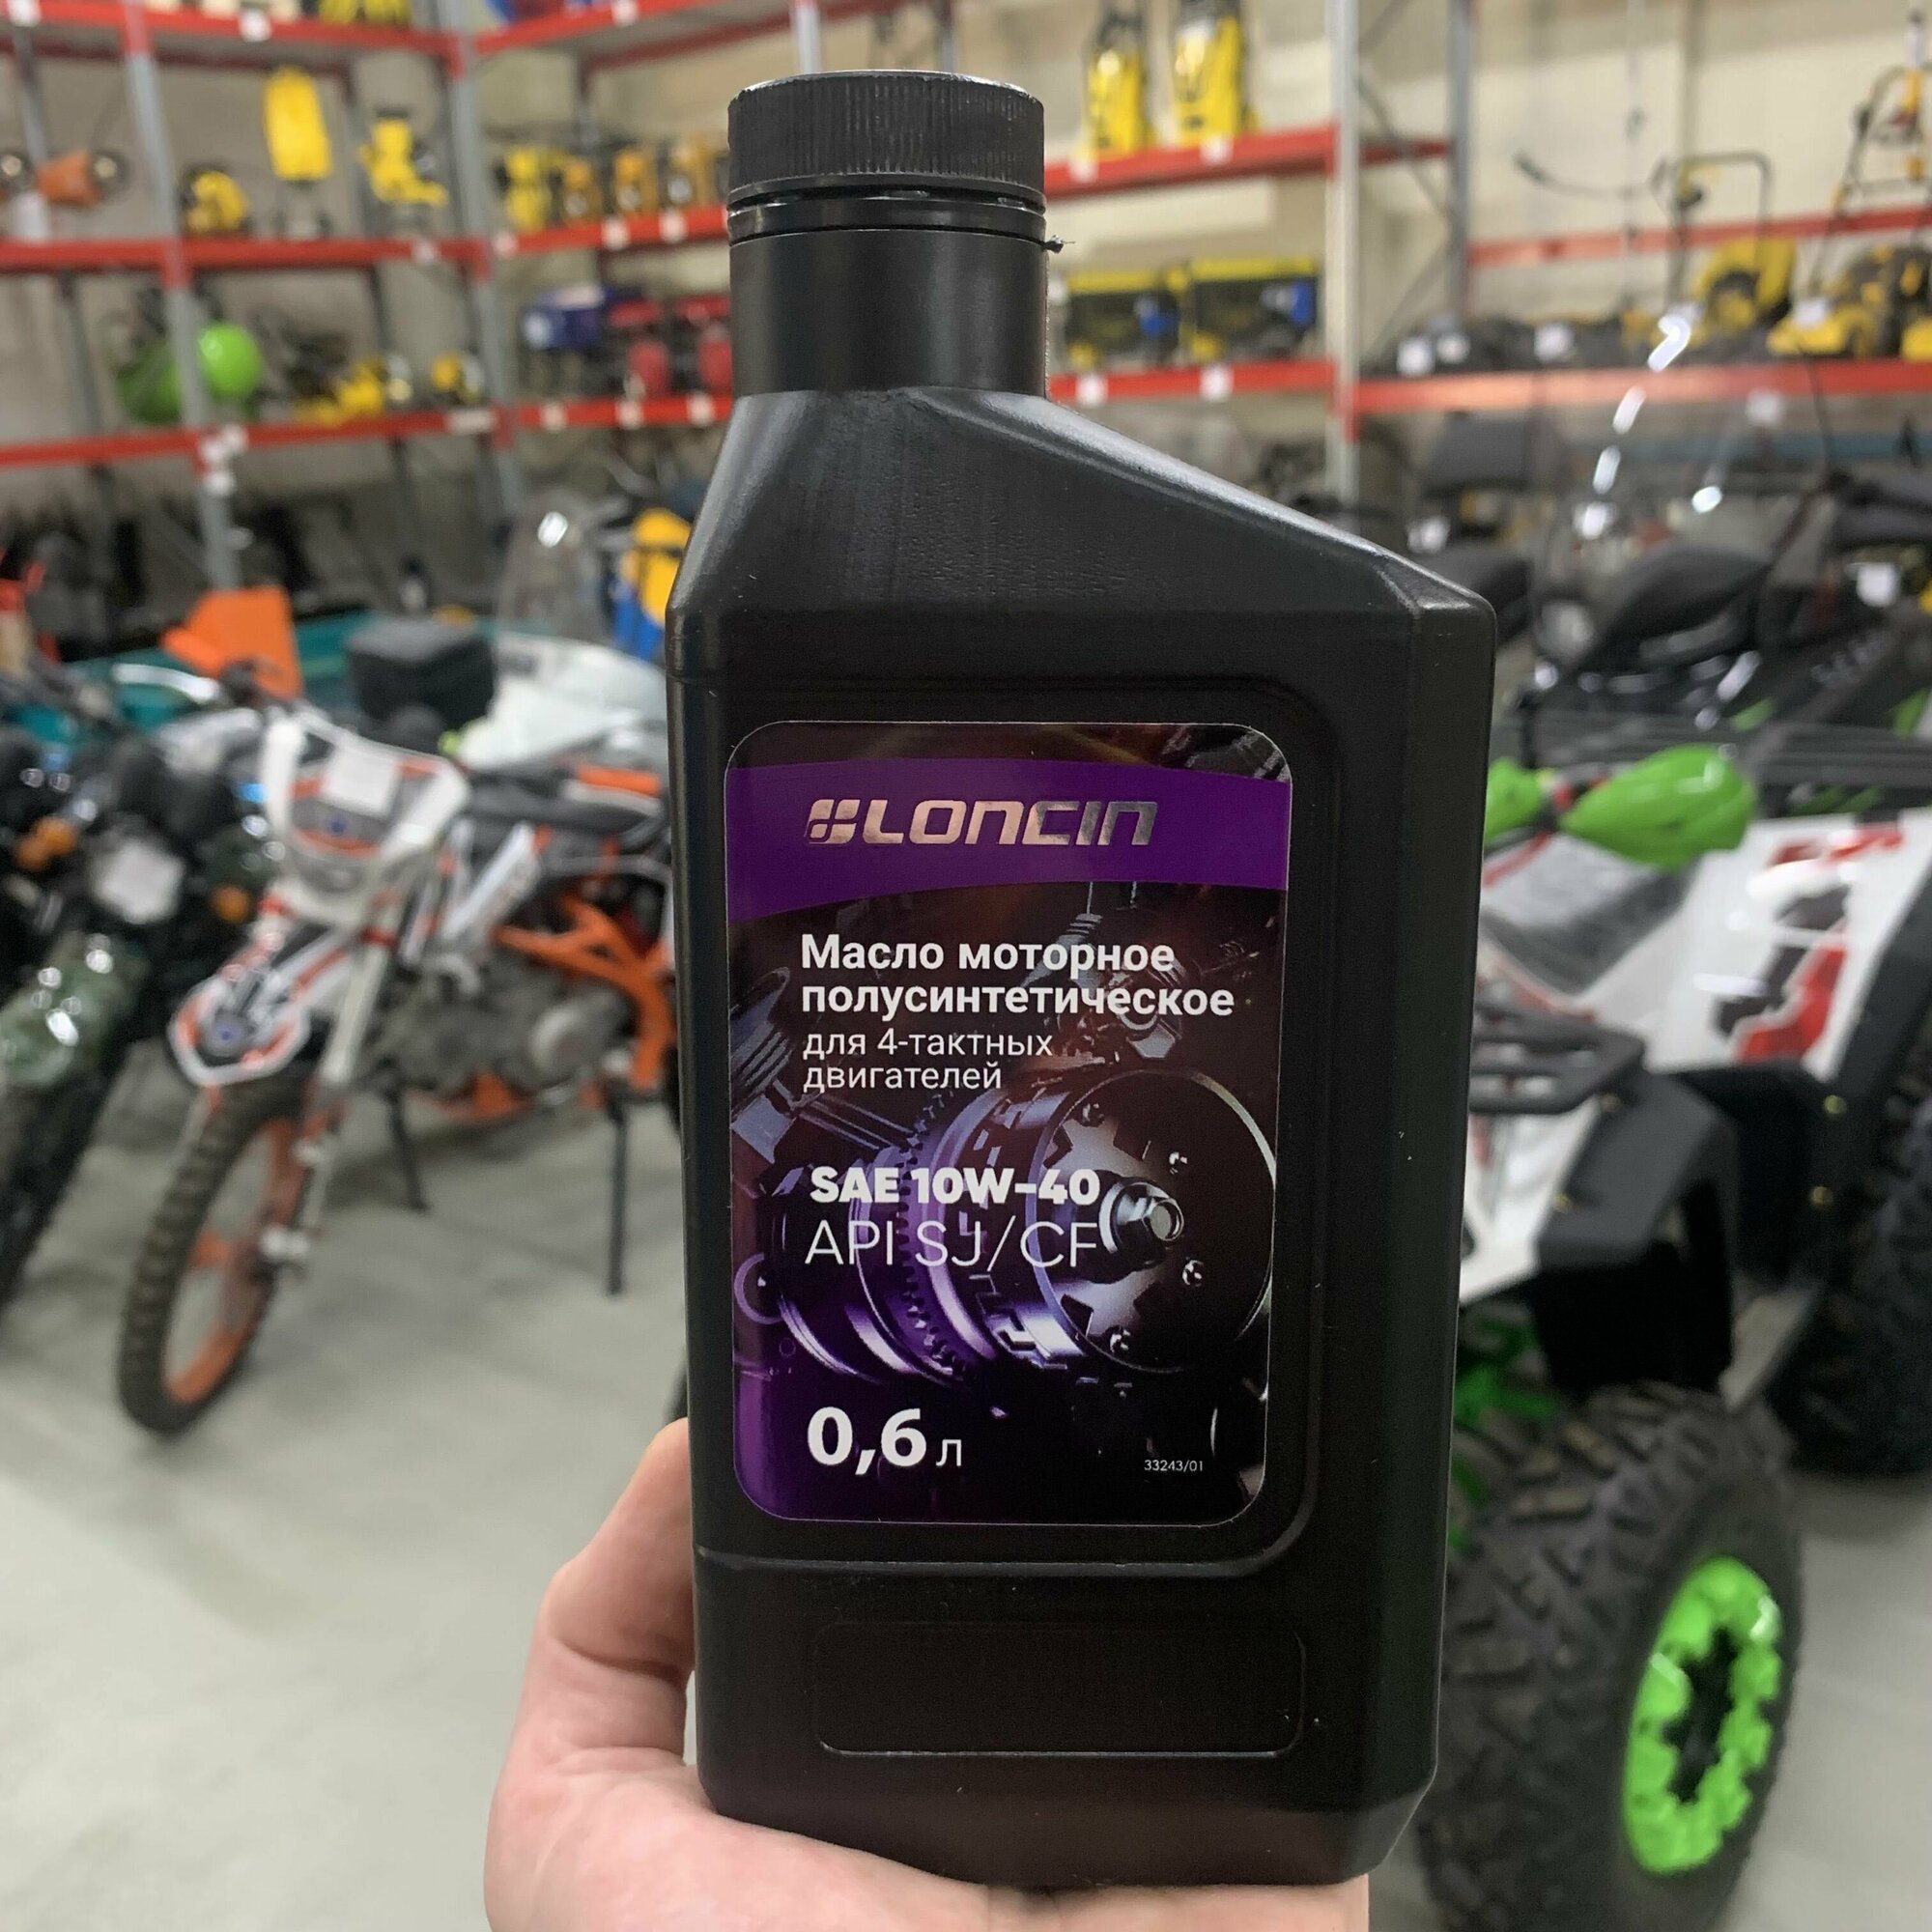 LONCIN
Масло моторное
полусинтетическое
для 4-тактных
двигателей
SAE 10W-40
API SJ/CF
0,6 л
33243/01